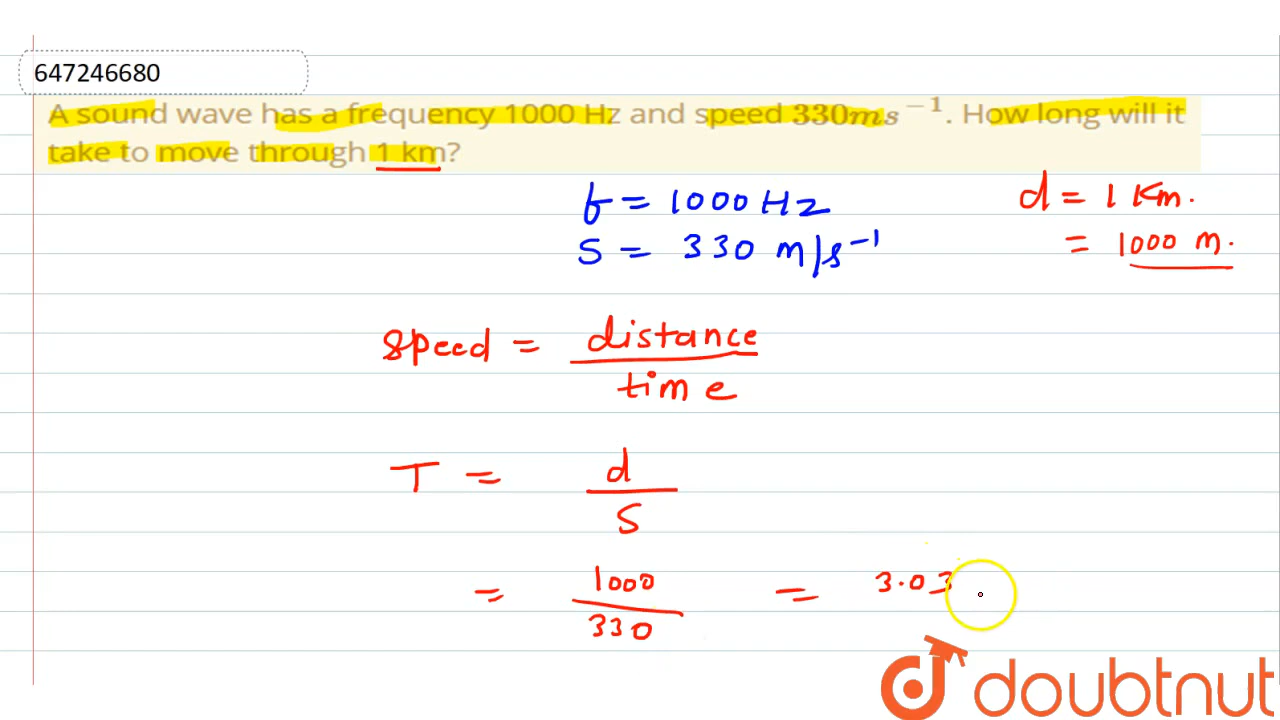 647246680
A sound wave has a frequency 1000 Hz and speed 330ms⁻¹. How long will it
take to move through 1 km?
f = 1000 Hz
S = 330 m/s⁻¹
d = 1 Km.
= 1000 m.
speed = distance / time
T = d / S
= 1000 / 330 = 3.03
doubtnut